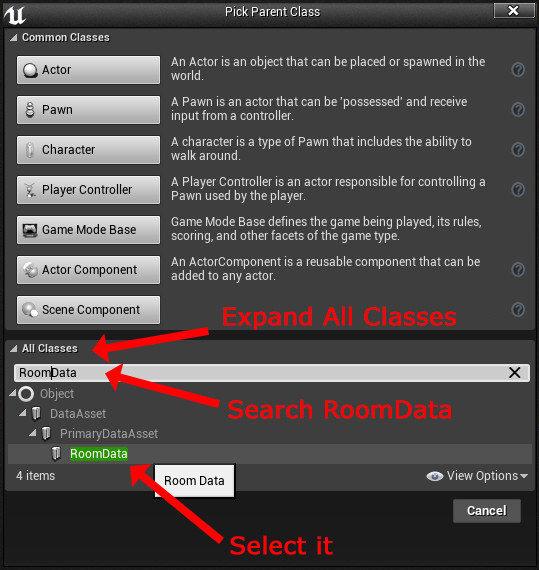 Pick Parent Class
Common Classes
Actor
An Actor is an object that can be placed or spawned in the
world.
Pawn
A Pawn is an actor that can be 'possessed' and receive
input from a controller.
Character
A character is a type of Pawn that includes the ability to
walk around.
Player Controller
A Player Controller is an actor responsible for controlling a
Pawn used by the player.
Game Mode Base
Game Mode Base defines the game being played, its rules,
scoring, and other facets of the game type.
Actor Component
An ActorComponent is a reusable component that can be
added to any actor.
Scene Component
Expand All Classes
All Classes
RoomData
Search RoomData
Object
DataAsset
PrimaryDataAsset
RoomData
4 items
Room Data
View Options
Cancel
Select it